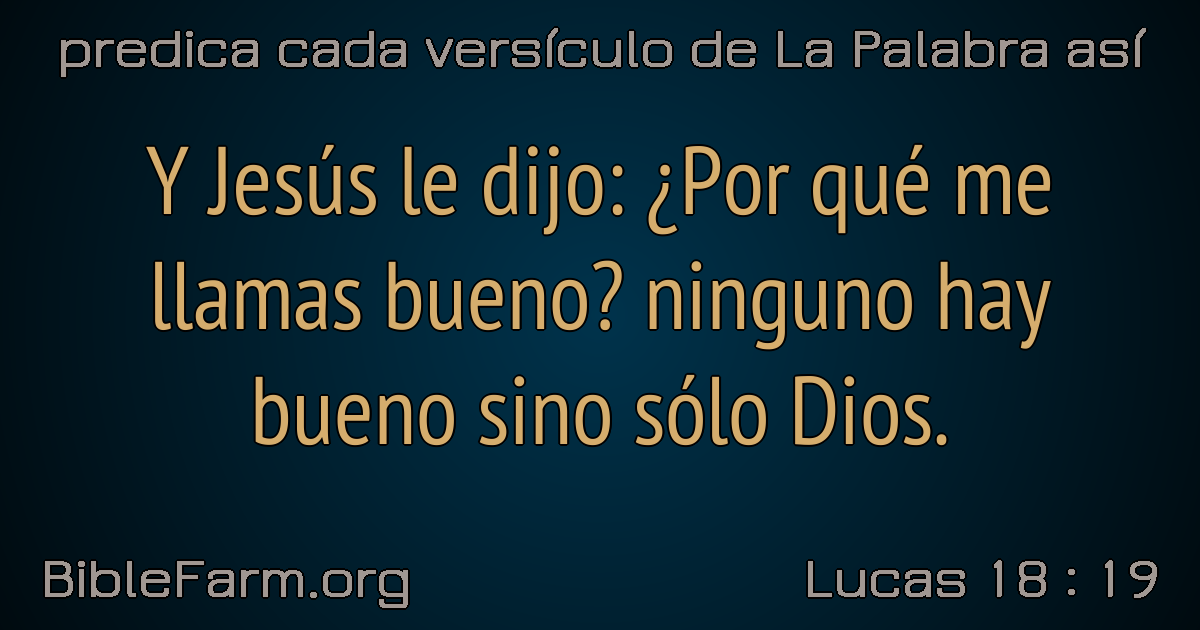 predica cada versículo de La Palabra así
Y Jesús le dijo: ¿Por qué me
llamas bueno? ninguno hay
bueno sino sólo Dios.
BibleFarm.org
Lucas 18 : 19